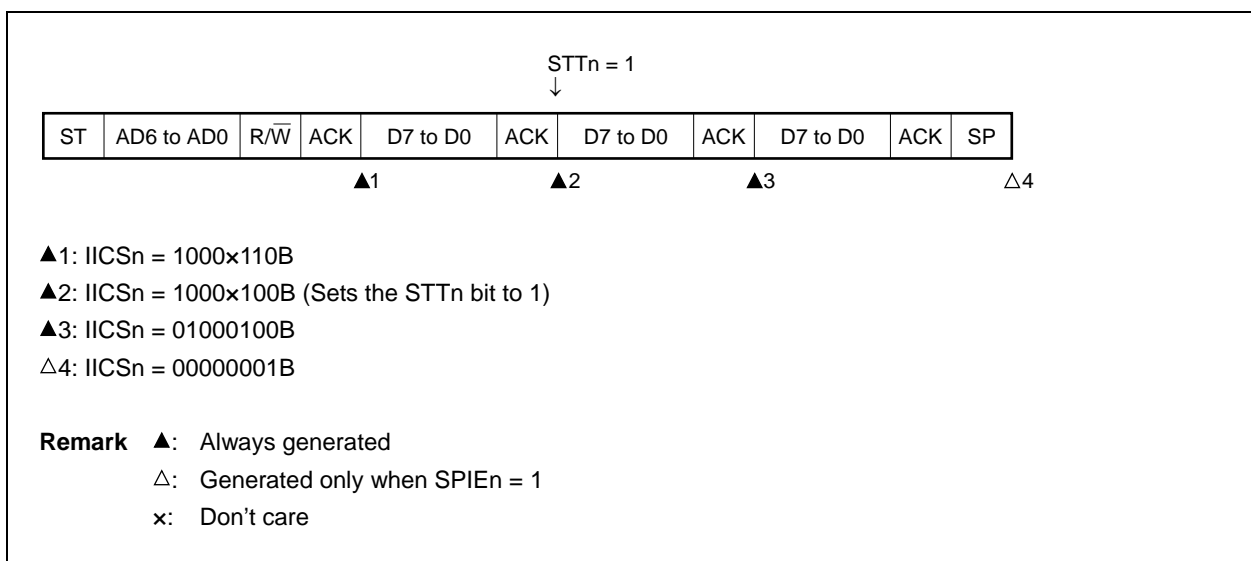 STTn = 1
↓
ST AD6 to AD0 R/W̅ ACK D7 to D0 ACK D7 to D0 ACK D7 to D0 ACK SP
▲1 ▲2 ▲3 △4
▲1: IICSn = 1000×110B
▲2: IICSn = 1000×100B (Sets the STTn bit to 1)
▲3: IICSn = 01000100B
△4: IICSn = 00000001B
Remark ▲: Always generated
△: Generated only when SPIEn = 1
×: Don't care